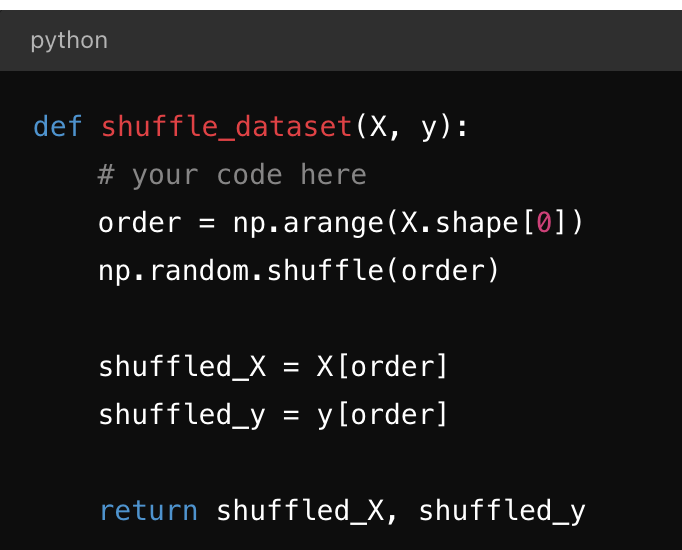 python
def shuffle_dataset(X, y):
    # your code here
    order = np.arange(X.shape[0])
    np.random.shuffle(order)
    shuffled_X = X[order]
    shuffled_y = y[order]
    return shuffled_X, shuffled_y